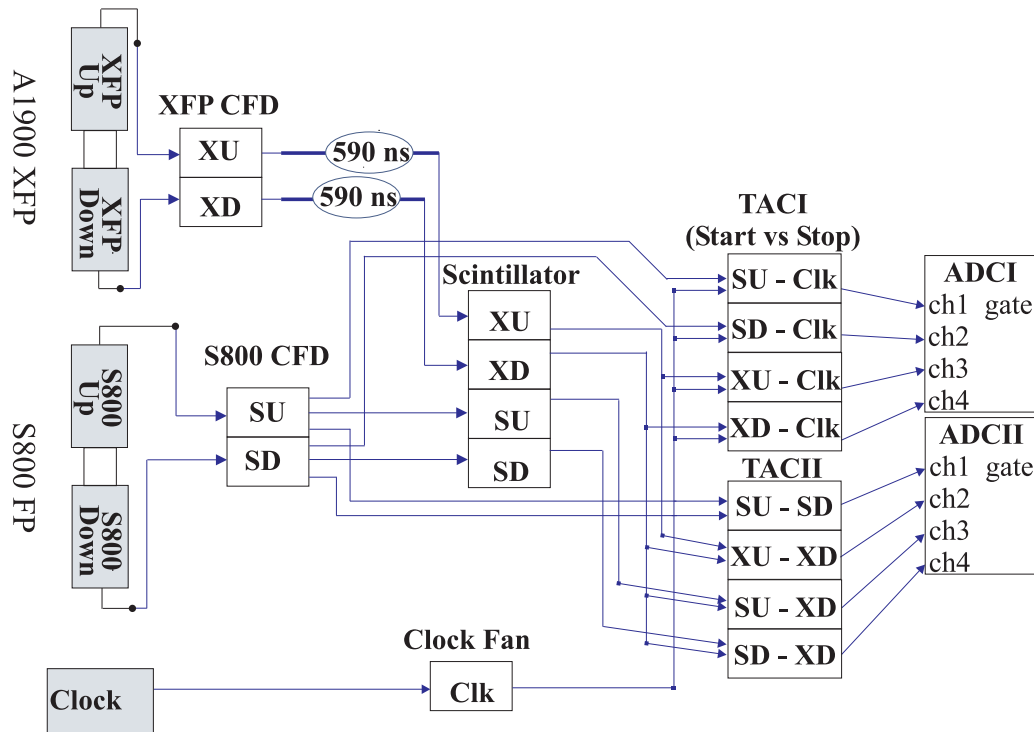 A1900 XFP
XFP
Up
XFP
Down
XFP CFD
XU
XD
590 ns
590 ns
S800 FP
S800
Up
S800
Down
S800 CFD
SU
SD
Scintillator
XU
XD
SU
SD
TACI
(Start vs Stop)
SU - Clk
SD - Clk
XU - Clk
XD - Clk
TACII
SU - SD
XU - XD
SU - XD
SD - XD
ADCI
ch1 gate
ch2
ch3
ch4
ADCII
ch1 gate
ch2
ch3
ch4
Clock
Clock Fan
Clk